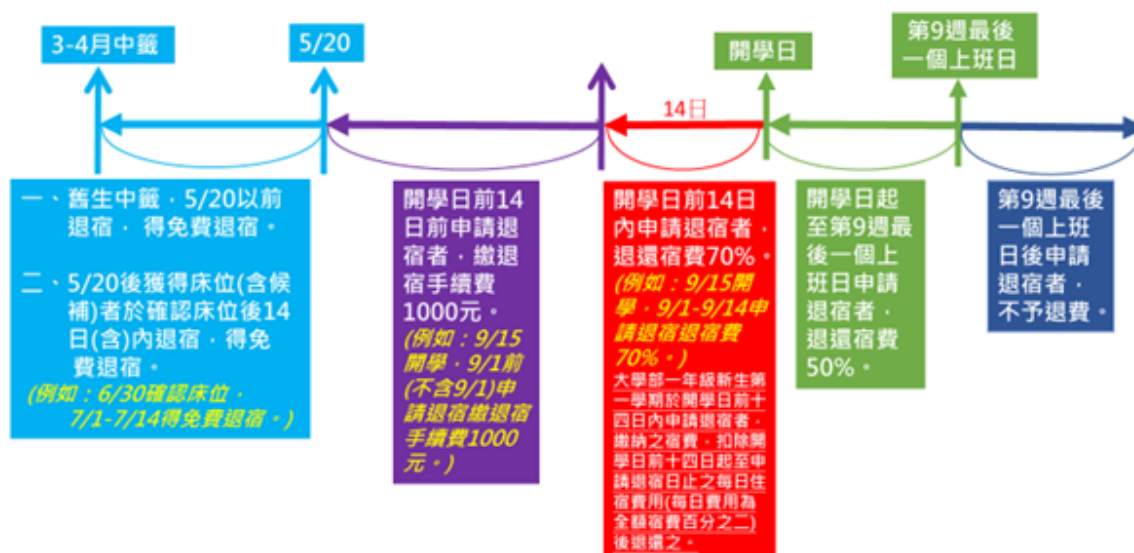 3-4月中籤
5/20
開學日
第9週最後
一個上班日
14日
一、舊生中籤，5/20以前
退宿， 得免費退宿。
二、5/20後獲得床位(含候
補)者於確認床位後14
日(含)內退宿，得免
費退宿。
(例如：6/30確認床位，
7/1-7/14得免費退宿。)
開學日前14
日前申請退
宿者，繳退
宿手續費
1000元。
(例如：9/15
開學，9/1前
(不含9/1)申
請退宿繳退宿
手續費1000
元。)
開學日前14日
內申請退宿者，
退還宿費70%。
(例如：9/15開
學，9/1-9/14申
請退宿退宿費
70%。)
大學部一年級新生第
一學期於開學日前十
四日內申請退宿者，
繳納之宿費，扣除開
學日前十四日起至申
請退宿日止之每日住
宿費用(每日費用為
全額宿費百分之二)
後退還之。
開學日起
至第9週最
後一個上
班日申請
退宿者，
退還宿費
50%。
第9週最後
一個上班
日後申請
退宿者，
不予退費。